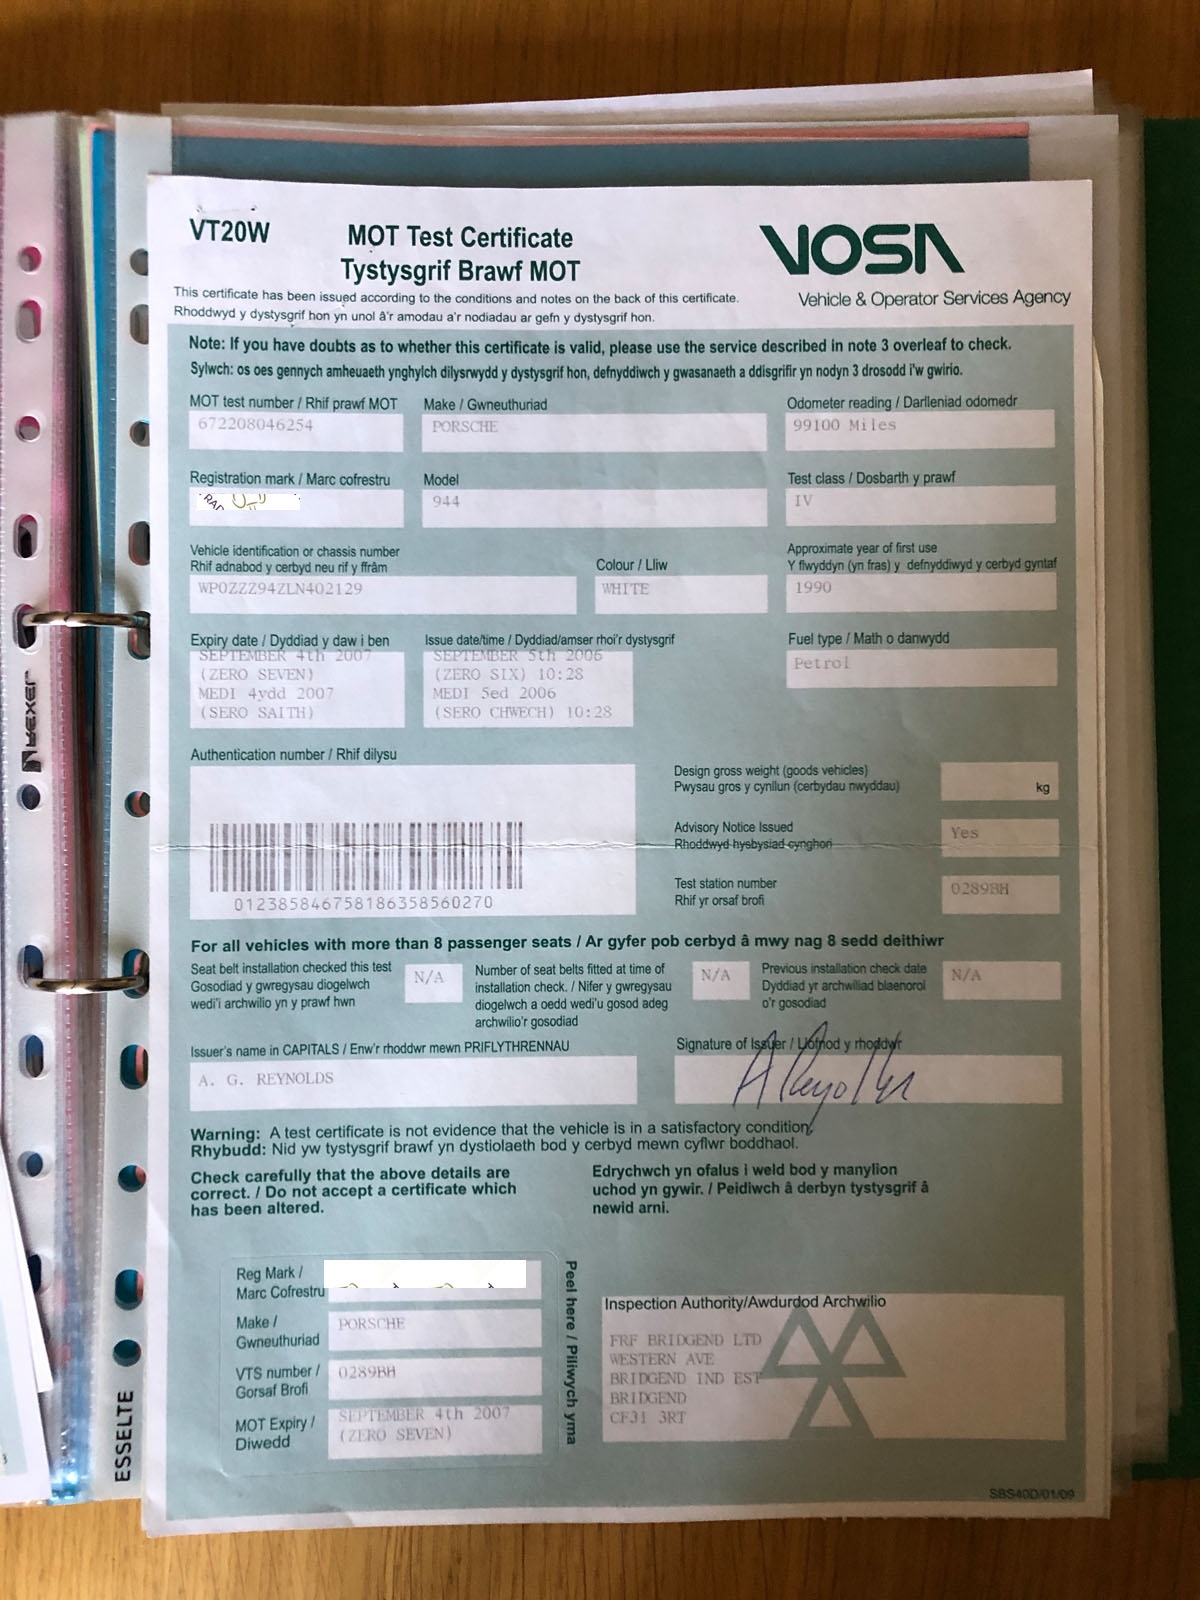 VT20W
MOT Test Certificate
Tystysgrif Brawf MOT
VOSA
Vehicle & Operator Services Agency
This certificate has been issued according to the conditions and notes on the back of this certificate.
Rhoddwyd y dystysgrif hon yn unol â'r amodau a'r nodiadau ar gefn y dystysgrif hon.
Note: If you have doubts as to whether this certificate is valid, please use the service described in note 3 overleaf to check.
Sylwch: os oes gennych amheuaeth ynghylch dilysrwydd y dystysgrif hon, defnyddiwch y gwasanaeth a ddisgrifir yn nodyn 3 drosodd i'w gwirio.
MOT test number / Rhif prawf MOT
672208046254
Make / Gwneuthuriad
PORSCHE
Odometer reading / Darlleniad odomedr
99100 Miles
Registration mark / Marc cofrestru
Model
944
Test class / Dosbarth y prawf
IV
Vehicle identification or chassis number
Rhif adnabod y cerbyd neu rif y ffrâm
WP0ZZZ94ZLN402129
Colour / Lliw
WHITE
Approximate year of first use
Y flwyddyn (yn fras) y defnyddiwyd y cerbyd gyntaf
1990
Expiry date / Dyddiad y daw i ben
SEPTEMBER 4th 2007
(ZERO SEVEN)
MEDI 4ydd 2007
(SERO SAITH)
Issue date/time / Dyddiad/amser rhoi'r dystysgrif
SEPTEMBER 5th 2006
(ZERO SIX) 10:28
MEDI 5ed 2006
(SERO CHWECH) 10:28
Fuel type / Math o danwydd
Petrol
Authentication number / Rhif dilysu
012385846758186358560270
Design gross weight (goods vehicles)
Pwysau gros y cynllun (cerbydau nwyddau)
kg
Advisory Notice Issued
Rhoddwyd hysbysiad cynghori
Yes
Test station number
Rhif yr orsaf brofi
0289BH
For all vehicles with more than 8 passenger seats / Ar gyfer pob cerbyd â mwy nag 8 sedd deithiwr
Seat belt installation checked this test
Gosodiad y gwregysau diogelwch
wedi'i archwilio yn y prawf hwn
N/A
Number of seat belts fitted at time of
installation check. / Nifer y gwregysau
diogelwch a oedd wedi'u gosod adeg
archwilio'r gosodiad
N/A
Previous installation check date
Dyddiad yr archwiliad blaenorol
o'r gosodiad
N/A
Issuer's name in CAPITALS / Enw'r rhoddwr mewn PRIFLYTHRENNAU
A. G. REYNOLDS
Signature of Issuer / Llofnod y rhoddwr
Warning: A test certificate is not evidence that the vehicle is in a satisfactory condition.
Rhybudd: Nid yw tystysgrif brawf yn dystiolaeth bod y cerbyd mewn cyflwr boddhaol.
Check carefully that the above details are
correct. / Do not accept a certificate which
has been altered.
Edrychwch yn ofalus i weld bod y manylion
uchod yn gywir. / Peidiwch â derbyn tystysgrif â
newid arni.
Reg Mark /
Marc Cofrestru
Make /
Gwneuthuriad
PORSCHE
VTS number /
Gorsaf Brofi
0289BH
MOT Expiry /
Diwedd
SEPTEMBER 4th 2007
(ZERO SEVEN)
Peel here / Piliwych yma
Inspection Authority/Awdurdod Archwilio
FRF BRIDGEND LTD
WESTERN AVE
BRIDGEND IND EST
BRIDGEND
CF31 3RT
SBS40D/01/09
REXEL
ESSELTE